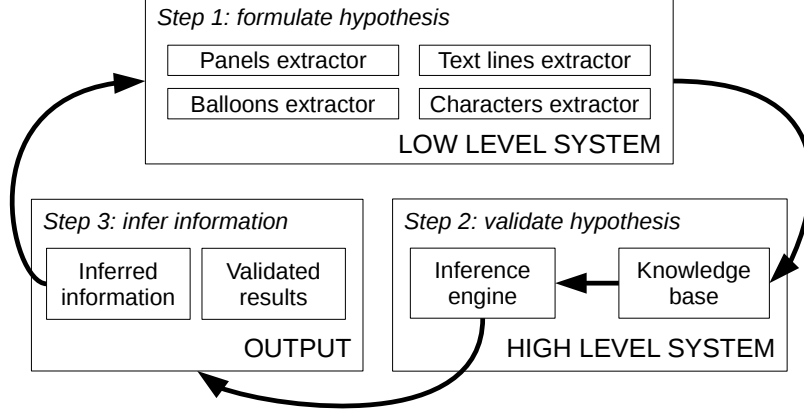 Step 1: formulate hypothesis
Panels extractor
Text lines extractor
Balloons extractor
Characters extractor
LOW LEVEL SYSTEM
Step 3: infer information
Inferred
information
Validated
results
OUTPUT
Step 2: validate hypothesis
Inference
engine
Knowledge
base
HIGH LEVEL SYSTEM